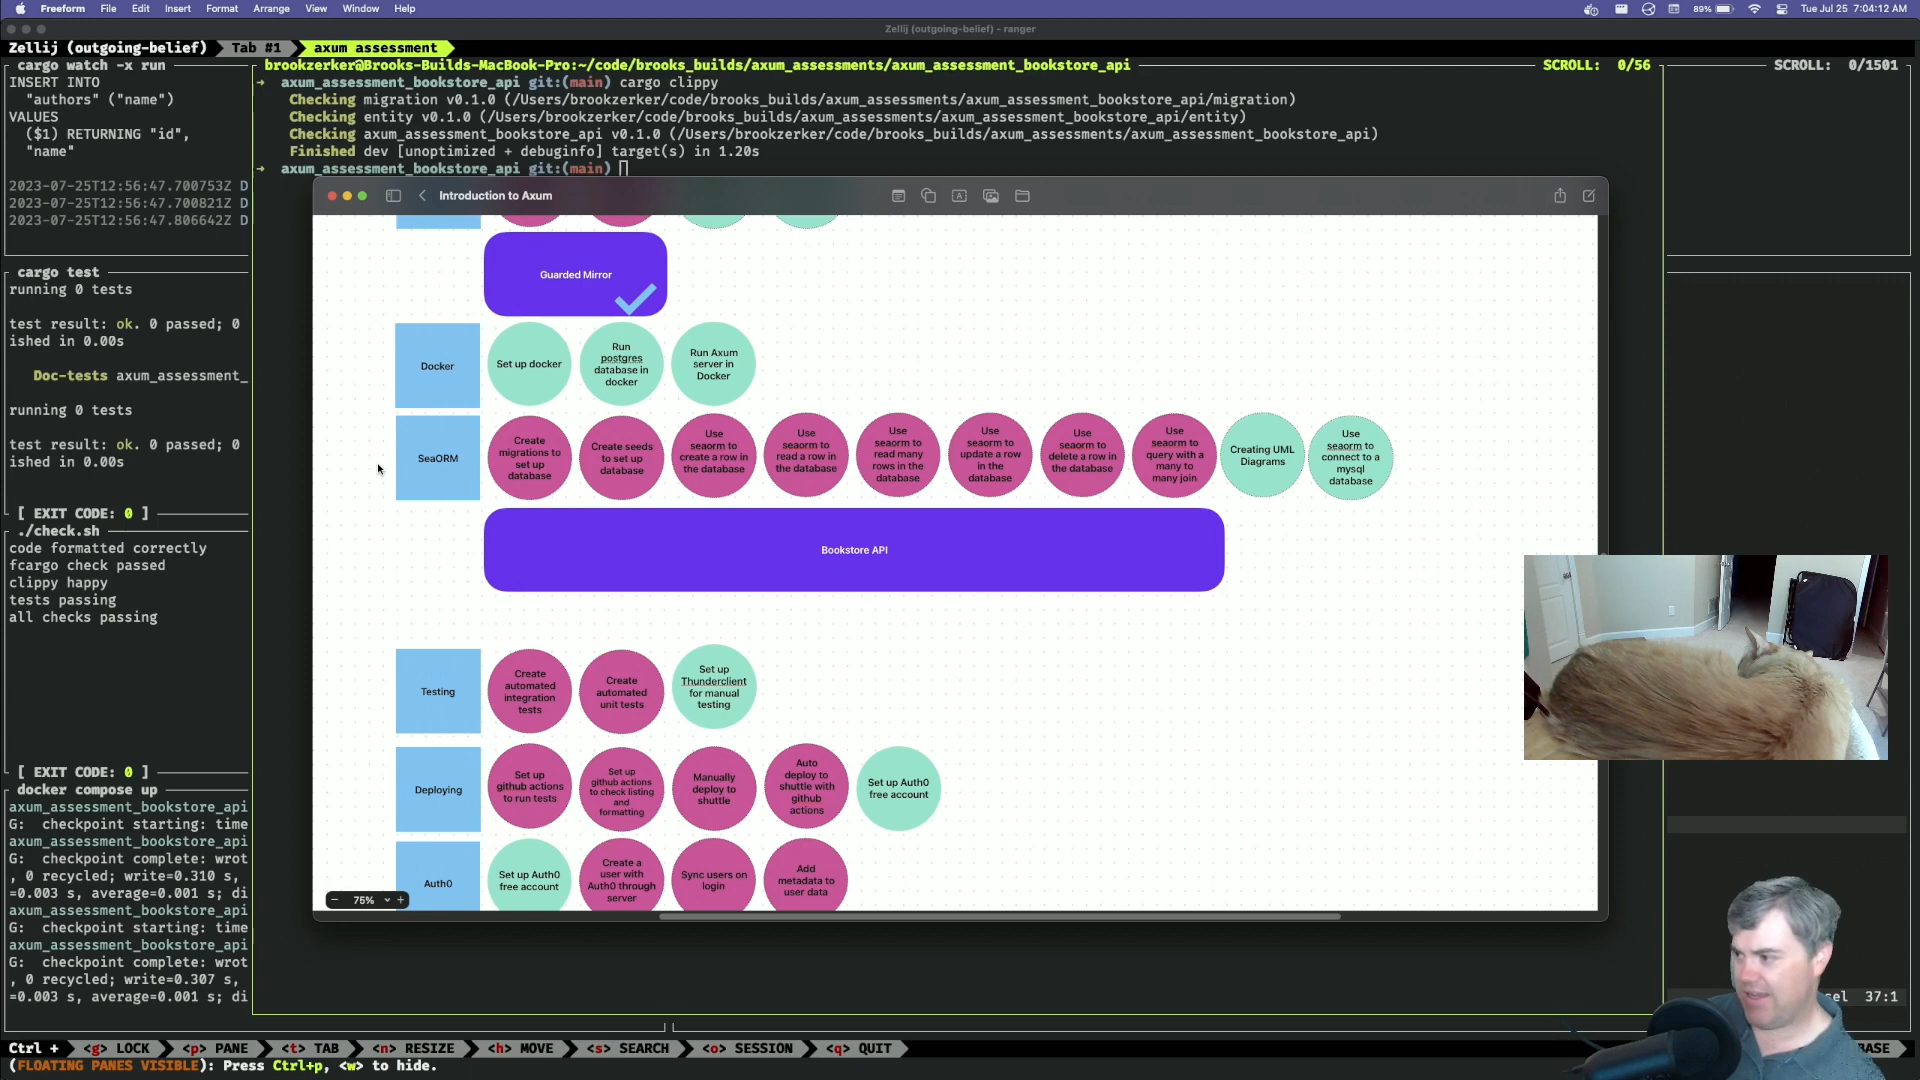 Freeform File Edit Insert Format Arrange View Window Help
89% Tue Jul 25 7:04:12 AM
Zellij (outgoing-belief) - ranger
Zellij (outgoing-belief) Tab #1 axum assessment
cargo watch -x run
INSERT INTO
"authors" ("name")
VALUES
($1) RETURNING "id",
"name"
2023-07-25T12:56:47.700753Z D
2023-07-25T12:56:47.700821Z D
2023-07-25T12:56:47.806642Z D
brookzerker@Brooks-Builds-MacBook-Pro:~/code/brooks_builds/axum_assessments/axum_assessment_bookstore_api
SCROLL: 0/56
SCROLL: 0/1501
→ axum_assessment_bookstore_api git:(main) cargo clippy
Checking migration v0.1.0 (/Users/brookzerker/code/brooks_builds/axum_assessments/axum_assessment_bookstore_api/migration)
Checking entity v0.1.0 (/Users/brookzerker/code/brooks_builds/axum_assessments/axum_assessment_bookstore_api/entity)
Checking axum_assessment_bookstore_api v0.1.0 (/Users/brookzerker/code/brooks_builds/axum_assessments/axum_assessment_bookstore_api)
Finished dev [unoptimized + debuginfo] target(s) in 1.20s
→ axum_assessment_bookstore_api git:(main)
cargo test
running 0 tests
test result: ok. 0 passed; 0
ished in 0.00s
Doc-tests axum_assessment_
running 0 tests
test result: ok. 0 passed; 0
ished in 0.00s
[ EXIT CODE: 0 ]
./check.sh
code formatted correctly
fcargo check passed
clippy happy
tests passing
all checks passing
[ EXIT CODE: 0 ]
docker compose up
axum_assessment_bookstore_api
G: checkpoint starting: time
axum_assessment_bookstore_api
G: checkpoint complete: wrot
, 0 recycled; write=0.310 s,
=0.003 s, average=0.001 s; di
axum_assessment_bookstore_api
G: checkpoint starting: time
axum_assessment_bookstore_api
G: checkpoint complete: wrot
, 0 recycled; write=0.307 s,
=0.003 s, average=0.001 s; di
Introduction to Axum
Guarded Mirror
Docker
Set up docker
Run
postgres
database in
docker
Run Axum
server in
Docker
SeaORM
Create
migrations to
set up
database
Create seeds
to set up
database
Use
seaorm to
create a row in
the database
Use
seaorm to
read a row in
the database
Use
seaorm to
read many
rows in the
database
Use
seaorm to
update a row
in the
database
Use
seaorm to
delete a row in
the database
Use
seaorm to
query with a
many to
many join
Creating UML
Diagrams
Use
seaorm to
connect to a
mysql
database
Bookstore API
Testing
Create
automated
integration
tests
Create
automated
unit tests
Set up
Thunderclient
for manual
testing
Deploying
Set up
github actions
to run tests
Set up
github actions
to check listing
and
formatting
Manually
deploy to
shuttle
Auto
deploy to
shuttle with
github
actions
Set up Auth0
free account
Auth0
Set up Auth0
free account
Create a
user with
Auth0 through
server
Sync users on
login
Add
metadata to
user data
75%
sel 37:1
Ctrl + <g> LOCK <p> PANE <t> TAB <n> RESIZE <h> MOVE <s> SEARCH <o> SESSION <q> QUIT
BASE
(FLOATING PANES VISIBLE): Press Ctrl+p, <w> to hide.